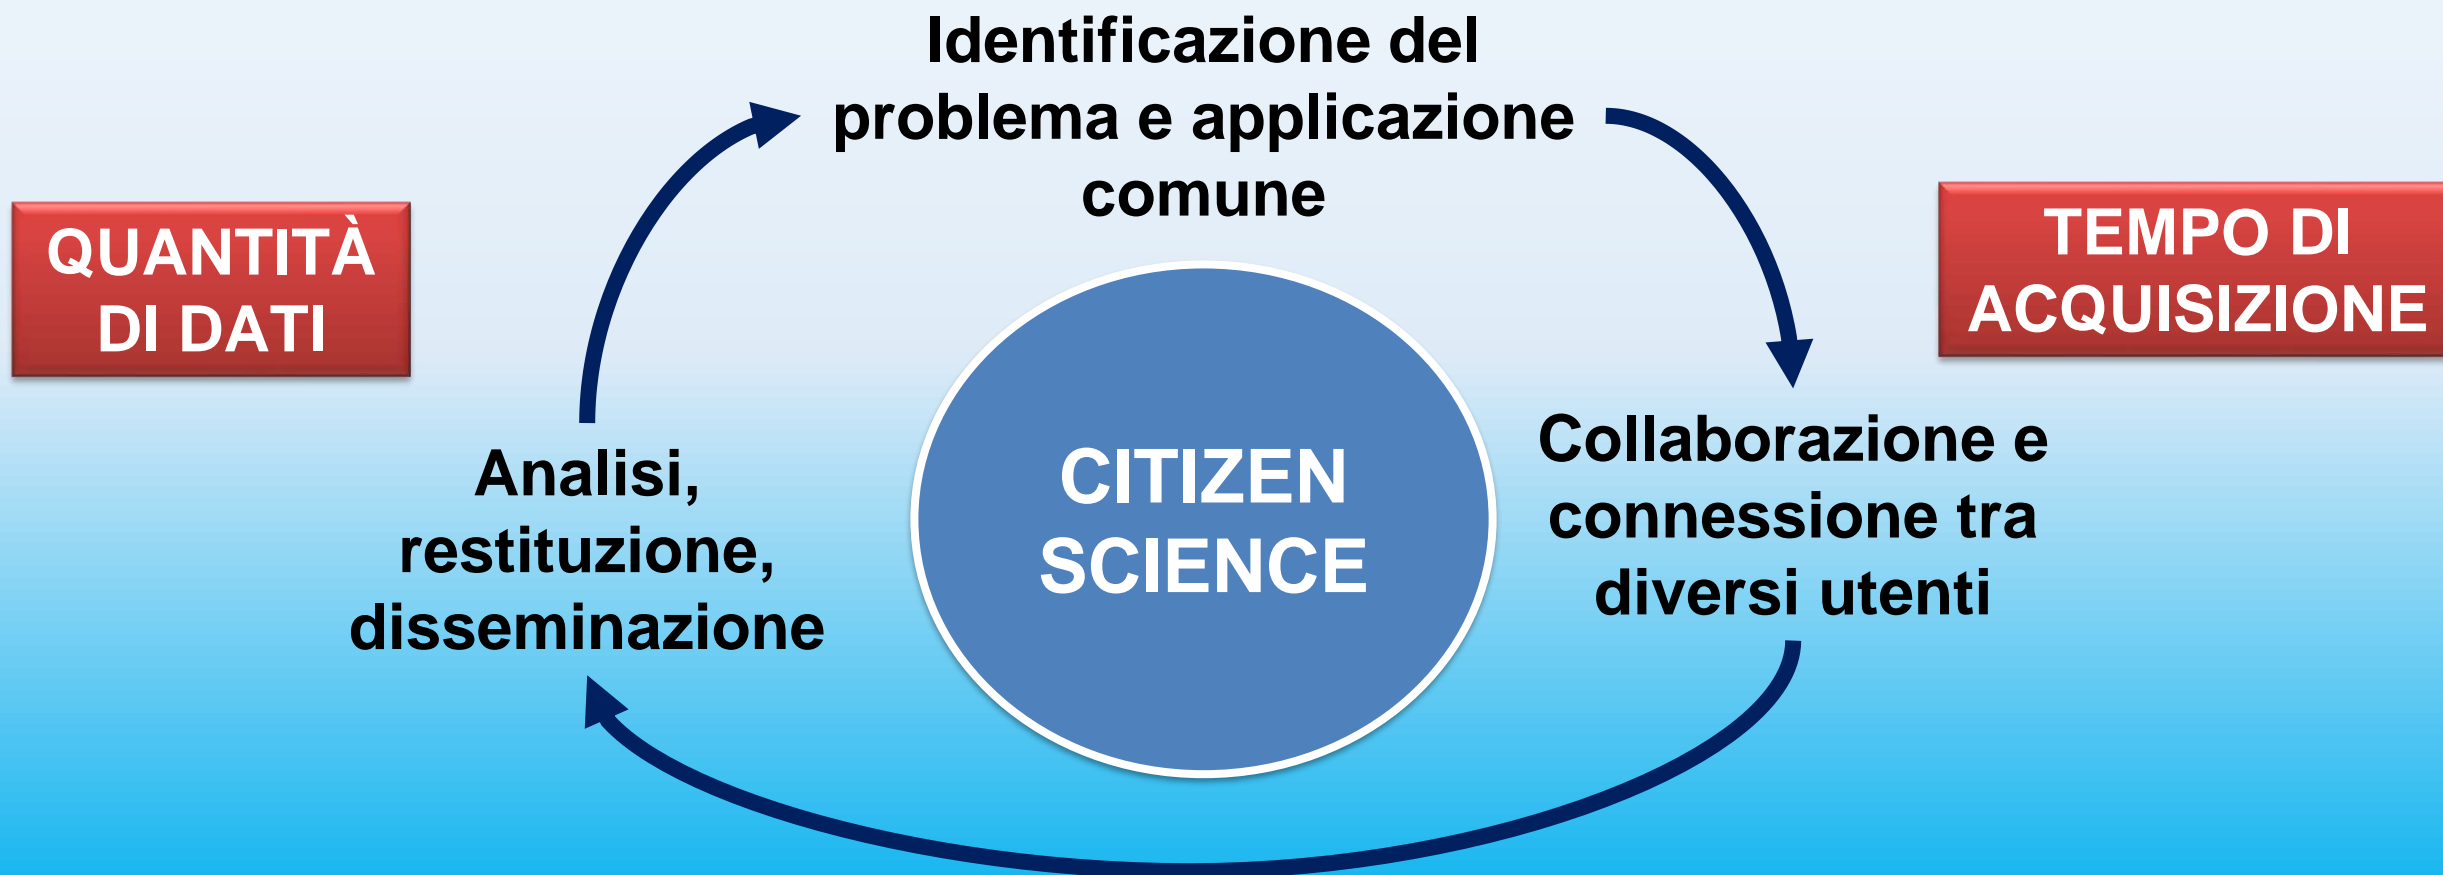 Identificazione del
problema e applicazione
comune
QUANTITÀ
DI DATI
TEMPO DI
ACQUISIZIONE
CITIZEN
SCIENCE
Collaborazione e
connessione tra
diversi utenti
Analisi,
restituzione,
disseminazione